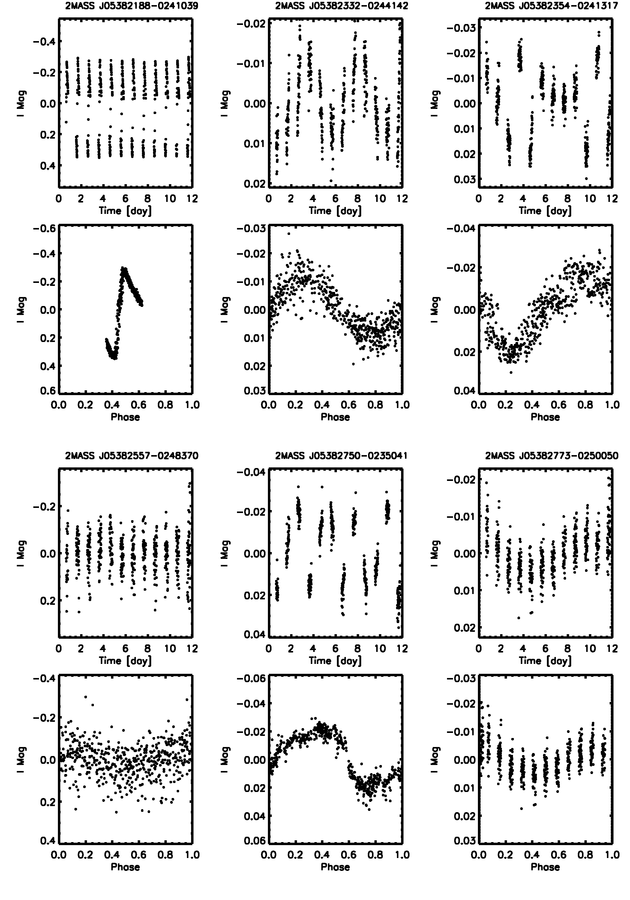 2MASS J05382188-0241039 2MASS J05382332-0244142 2MASS J05382354-0241317
I Mag I Mag I Mag
-0.4 -0.2 0.0 0.2 0.4
-0.02 -0.01 0.00 0.01 0.02
-0.03 -0.02 -0.01 0.00 0.01 0.02 0.03
0 2 4 6 8 10 12 0 2 4 6 8 10 12 0 2 4 6 8 10 12
Time [day] Time [day] Time [day]
I Mag I Mag I Mag
-0.6 -0.4 -0.2 0.0 0.2 0.4 0.6
-0.03 -0.02 -0.01 0.00 0.01 0.02 0.03
-0.04 -0.02 0.00 0.02 0.04
0.0 0.2 0.4 0.6 0.8 1.0 0.0 0.2 0.4 0.6 0.8 1.0 0.0 0.2 0.4 0.6 0.8 1.0
Phase Phase Phase
2MASS J05382557-0248370 2MASS J05382750-0235041 2MASS J05382773-0250050
I Mag I Mag I Mag
-0.2 0.0 0.2
-0.04 -0.02 0.00 0.02 0.04
-0.02 -0.01 0.00 0.01 0.02
0 2 4 6 8 10 12 0 2 4 6 8 10 12 0 2 4 6 8 10 12
Time [day] Time [day] Time [day]
I Mag I Mag I Mag
-0.4 -0.2 0.0 0.2 0.4
-0.06 -0.04 -0.02 0.00 0.02 0.04 0.06
-0.03 -0.02 -0.01 0.00 0.01 0.02 0.03
0.0 0.2 0.4 0.6 0.8 1.0 0.0 0.2 0.4 0.6 0.8 1.0 0.0 0.2 0.4 0.6 0.8 1.0
Phase Phase Phase